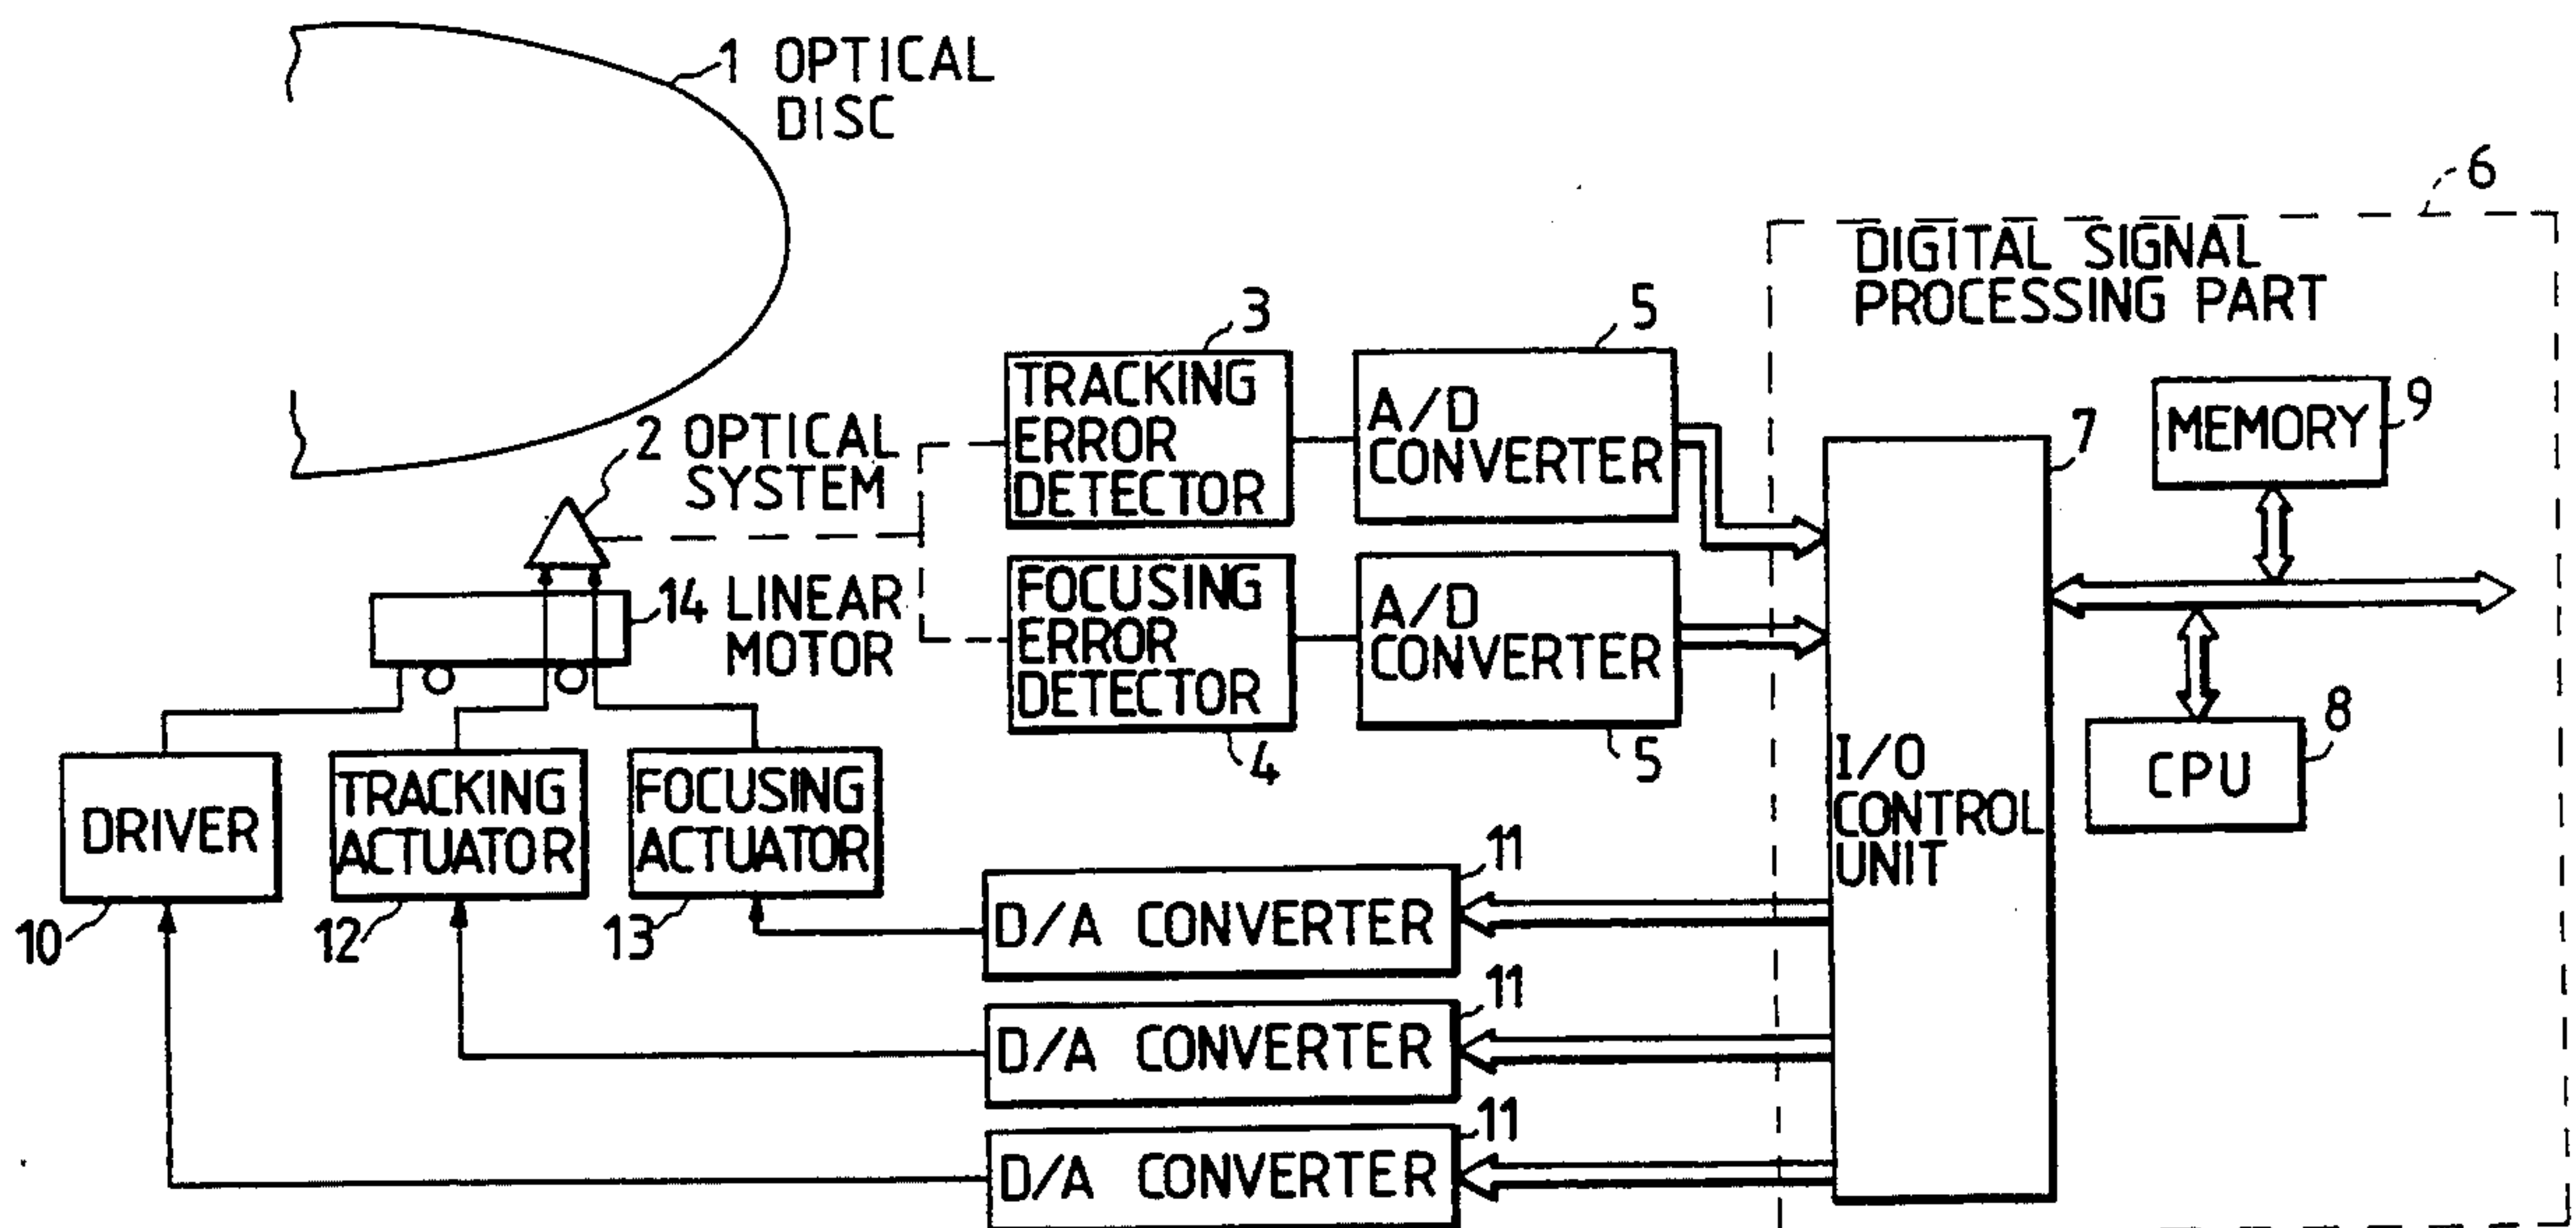 1 OPTICAL
DISC
6
DIGITAL SIGNAL
PROCESSING PART
3
5
TRACKING
ERROR
DETECTOR
A/D
CONVERTER
7
MEMORY
9
2 OPTICAL
SYSTEM
14 LINEAR
MOTOR
FOCUSING
ERROR
DETECTOR
A/D
CONVERTER
4
5
I/O
CONTROL
UNIT
CPU
8
DRIVER
TRACKING
ACTUATOR
FOCUSING
ACTUATOR
10
12
13
D/A CONVERTER
11
D/A CONVERTER
11
D/A CONVERTER
11